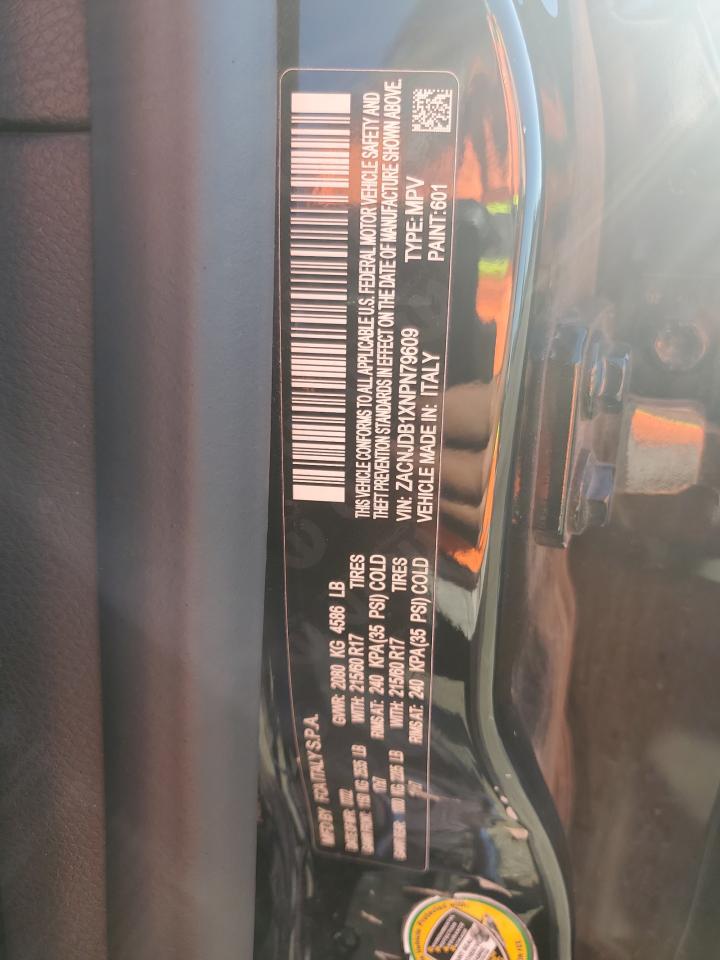 MFD BY FCA ITALY S.P.A.
GVWR: 2080 KG 4586 LB
WITH: 215/60 R17 TIRES
RIMS AT: 240 KPA(35 PSI) COLD
WITH: 215/60 R17 TIRES
RIMS AT: 240 KPA(35 PSI) COLD
THIS VEHICLE CONFORMS TO ALL APPLICABLE U.S. FEDERAL MOTOR VEHICLE SAFETY AND
THEFT PREVENTION STANDARDS IN EFFECT ON THE DATE OF MANUFACTURE SHOWN ABOVE.
VIN: ZACNJDB1XNPN79609
TYPE: MPV
VEHICLE MADE IN: ITALY
PAINT: 601